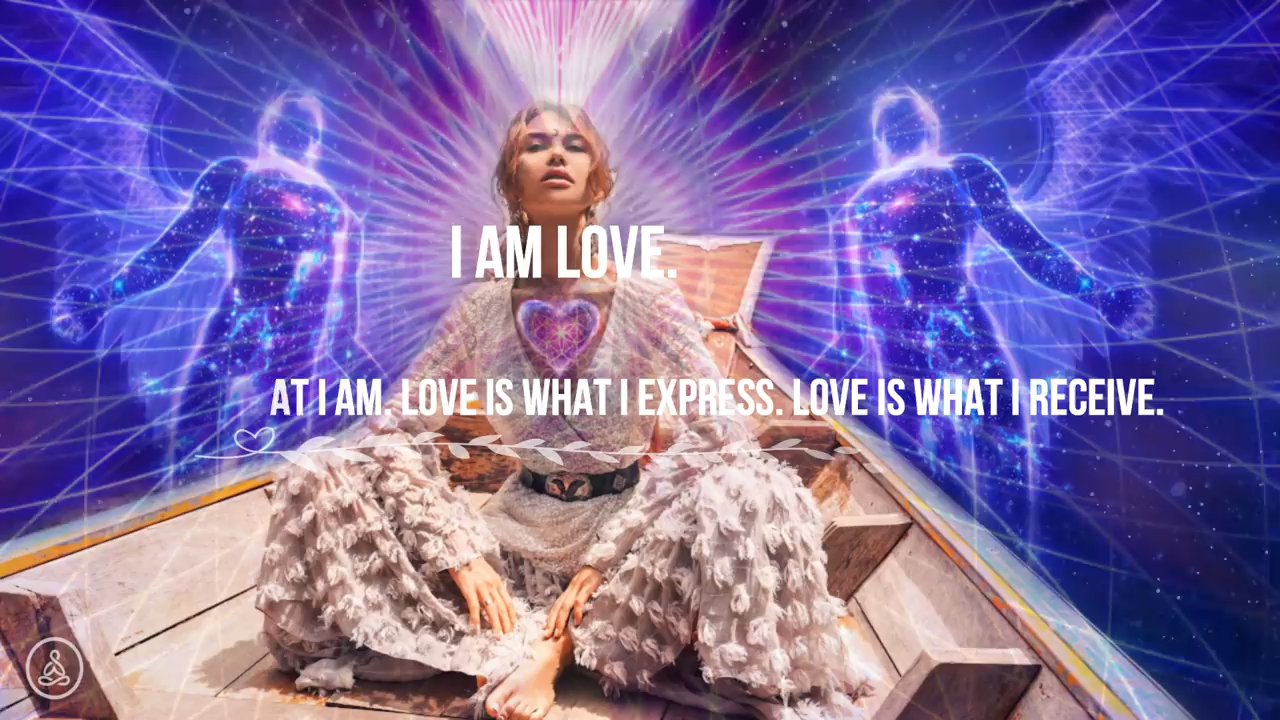 I AM LOVE.
AT I AM. LOVE IS WHAT I EXPRESS. LOVE IS WHAT I RECEIVE.